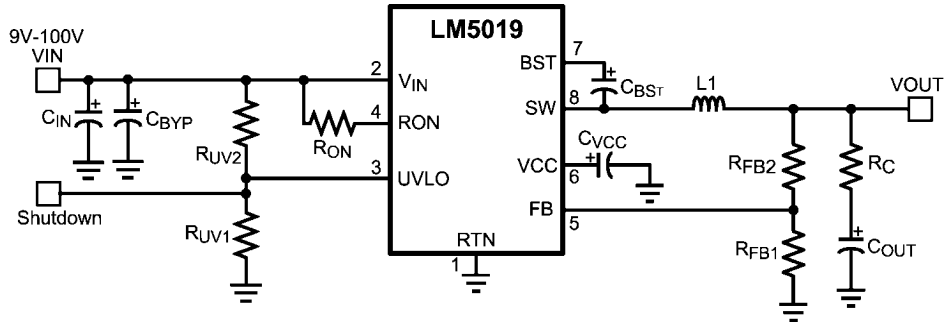 9V-100V
VIN
LM5019
7
BST
CBST
2
VIN
CIN
CBYP
4
RON
RON
SW
8
L1
VOUT
RUV2
3
UVLO
CVCC
VCC
6
RFB2
RC
Shutdown
RUV1
FB
5
RTN
1
RFB1
COUT